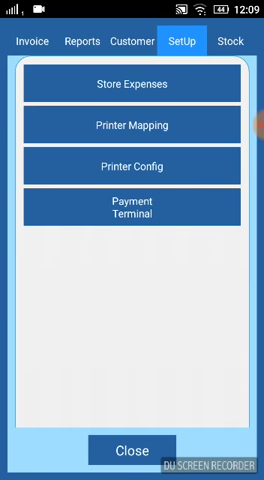 44 12:09
Invoice Reports Customer SetUp Stock
Store Expenses
Printer Mapping
Printer Config
Payment
Terminal
Close
DU SCREEN RECORDER